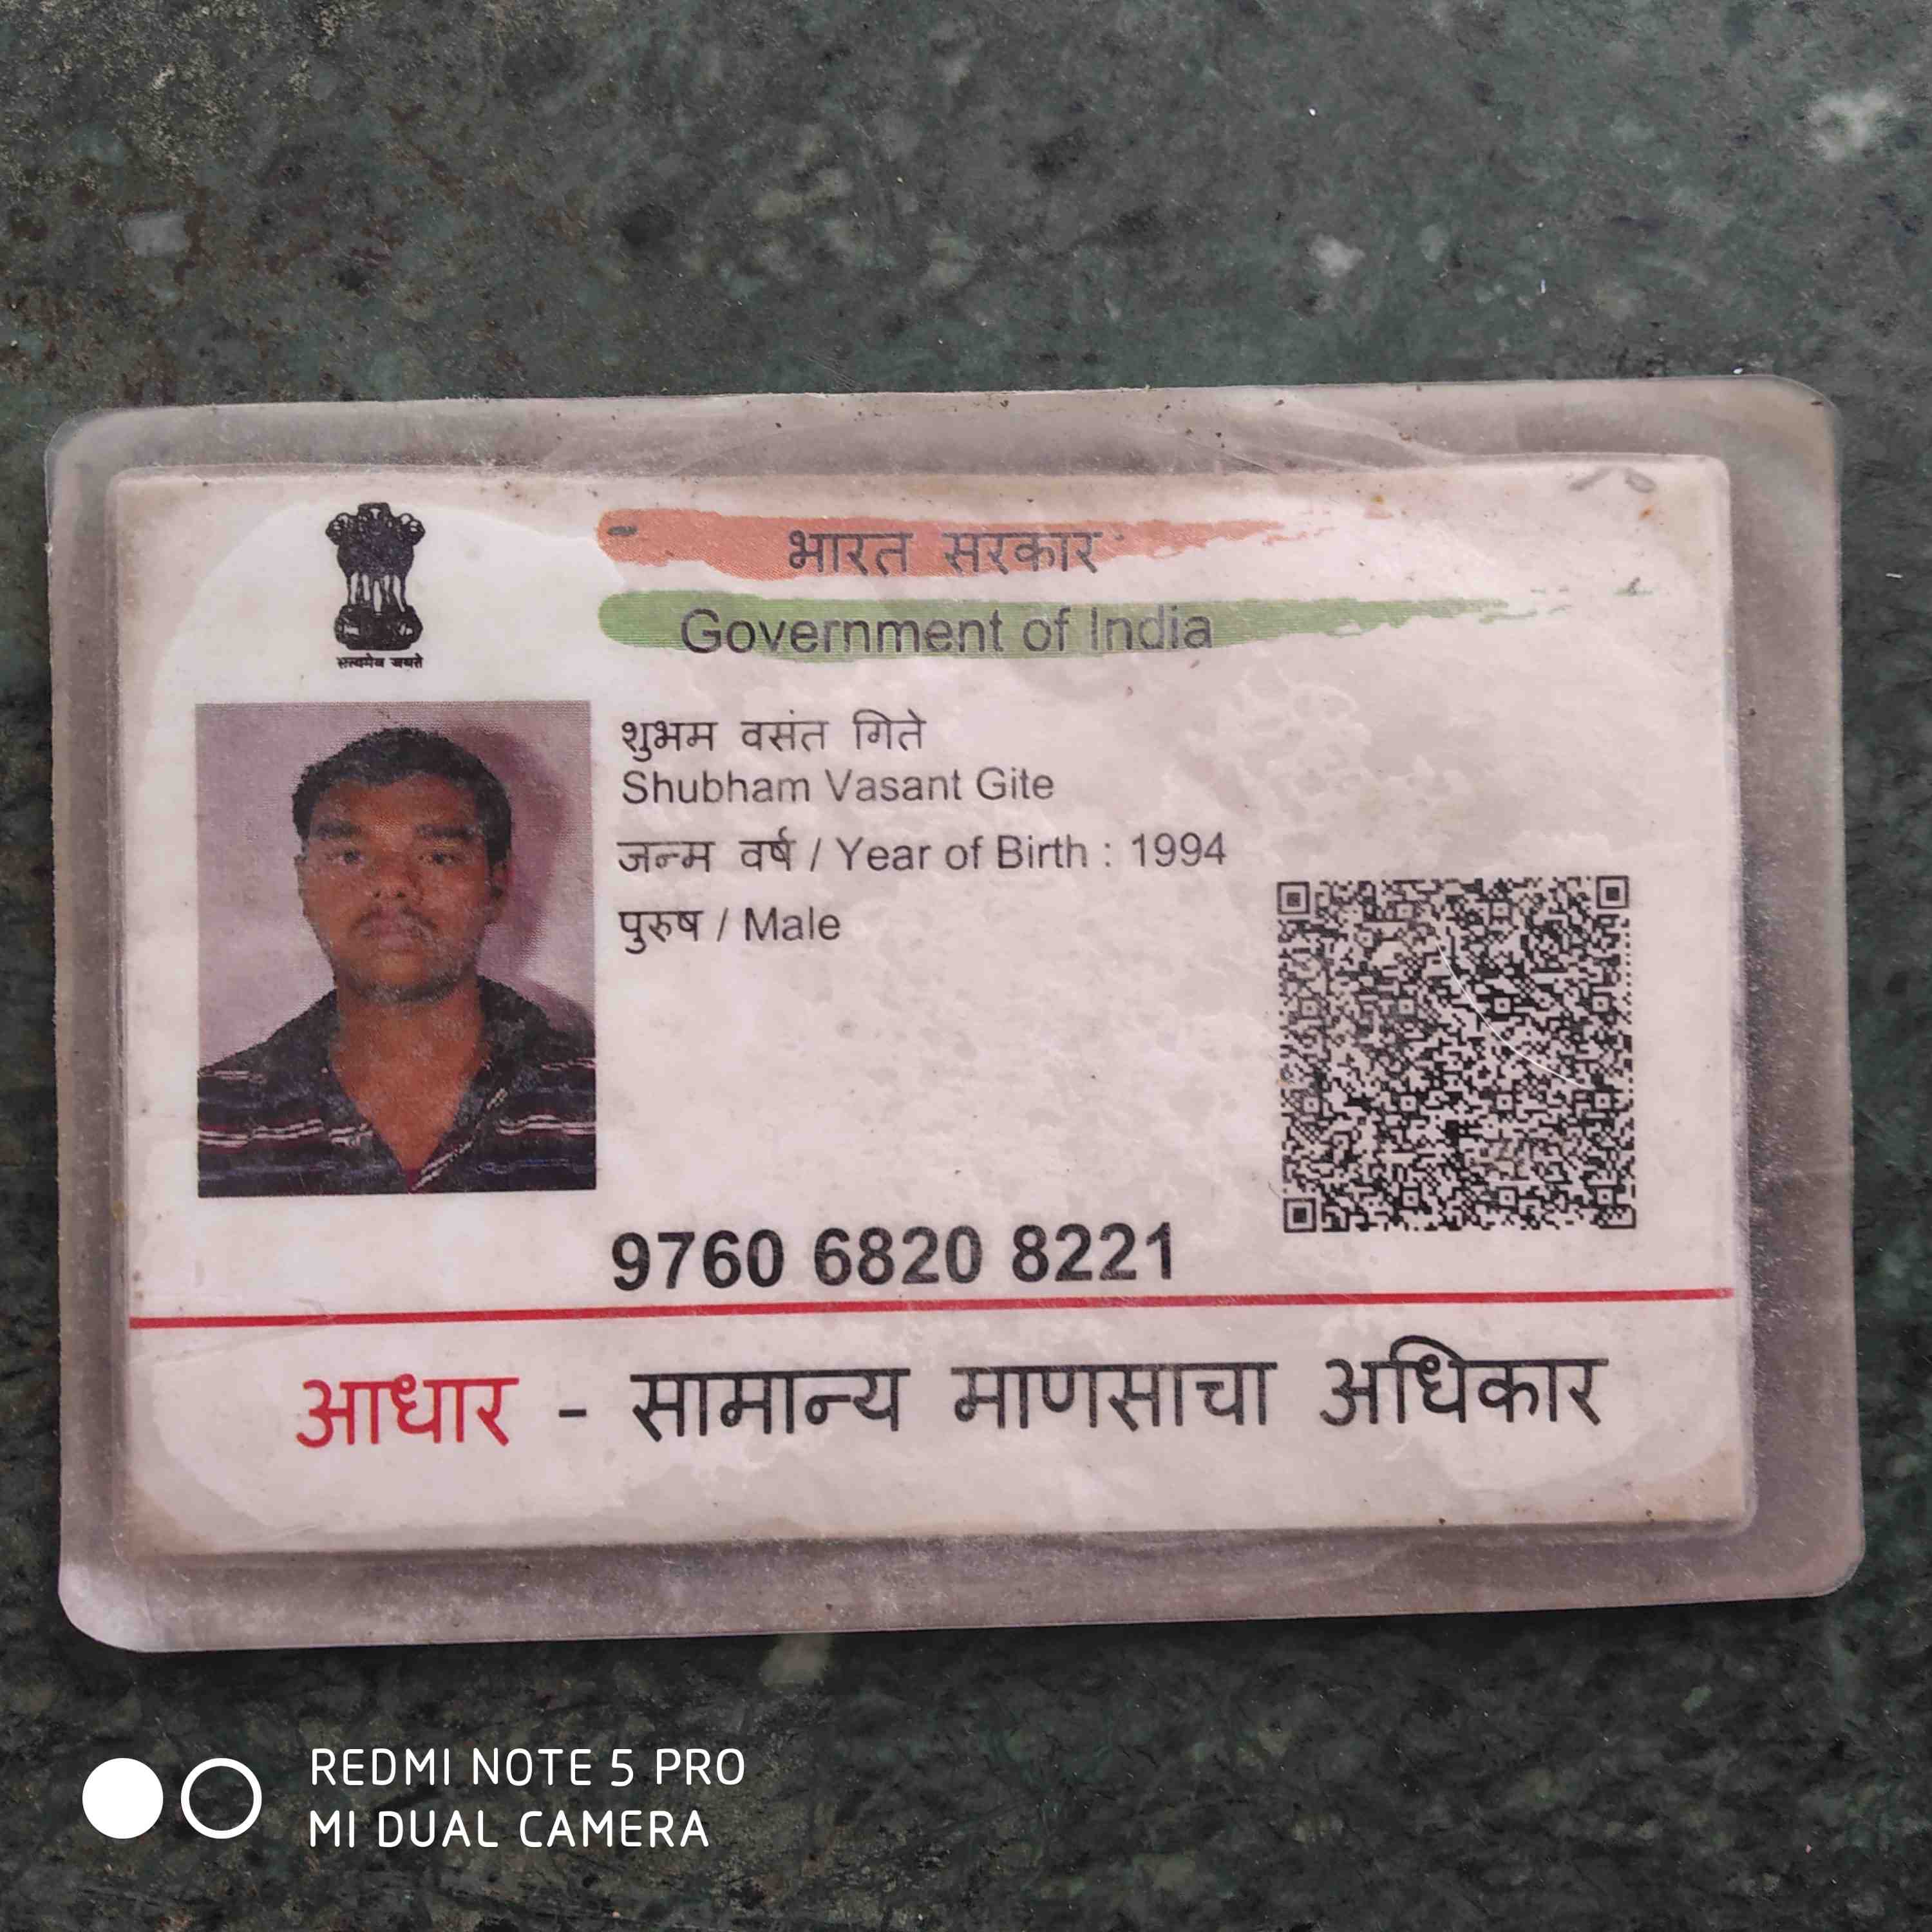 भारत सरकार
Government of India
सत्यमेव जयते
शुभम वसंत गिते
Shubham Vasant Gite
जन्म वर्ष / Year of Birth : 1994
पुरुष / Male
9760 6820 8221
आधार - सामान्य माणसाचा अधिकार
REDMI NOTE 5 PRO
MI DUAL CAMERA